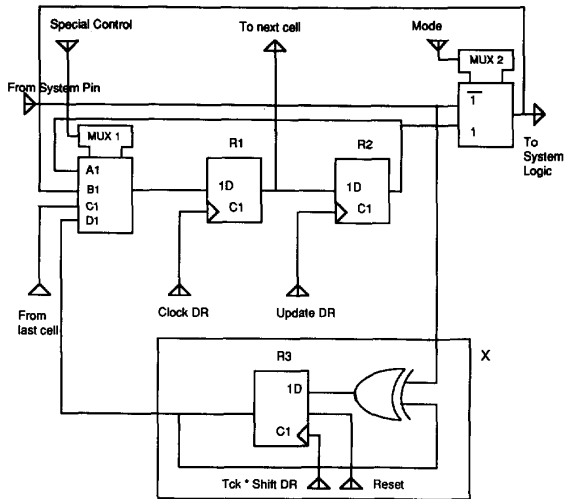 Special Control
To next cell
Mode
MUX 2
From System Pin
1
1
To
System
Logic
MUX 1
R1
R2
A1
B1
C1
D1
1D
C1
1D
C1
From
last cell
Clock DR
Update DR
X
R3
1D
C1
Tck * Shift DR
Reset